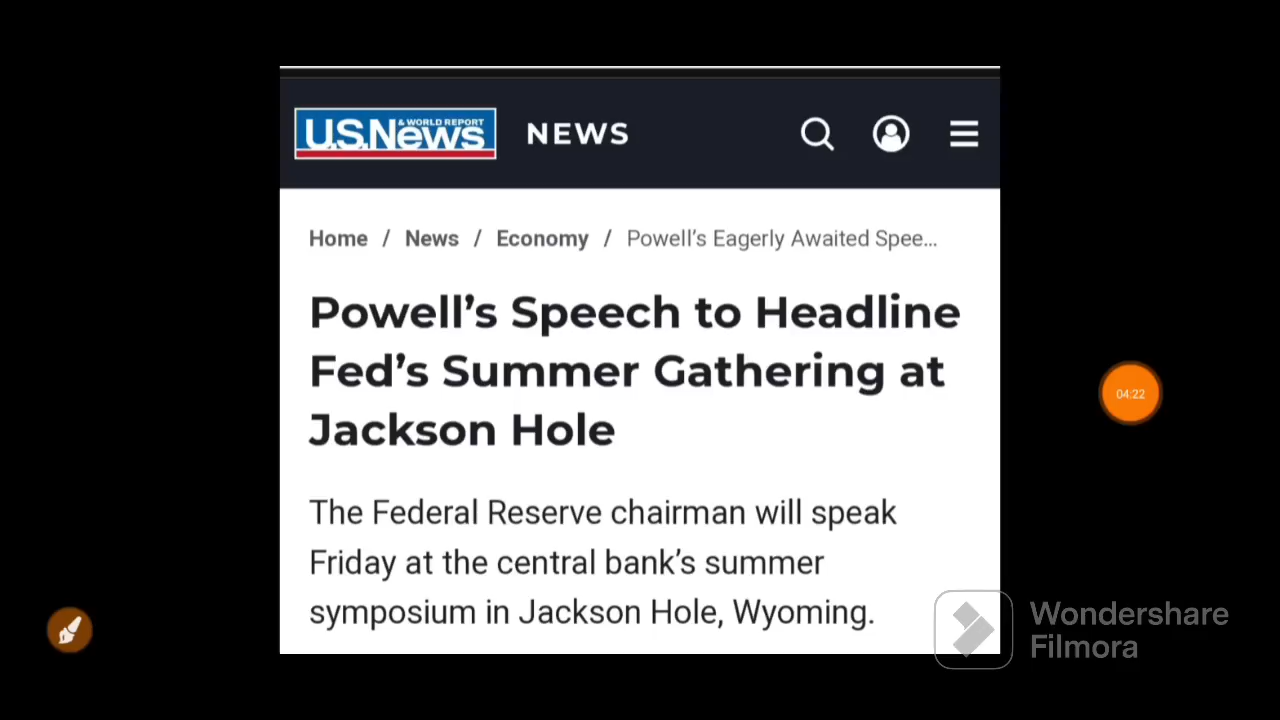 U.S. News & WORLD REPORT NEWS
Home / News / Economy / Powell’s Eagerly Awaited Spee...
Powell’s Speech to Headline
Fed’s Summer Gathering at
Jackson Hole
The Federal Reserve chairman will speak
Friday at the central bank’s summer
symposium in Jackson Hole, Wyoming.
04:22
Wondershare
Filmora